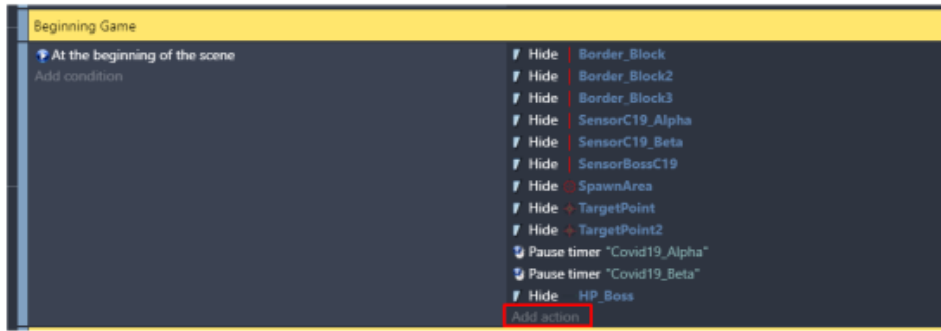 Beginning Game
At the beginning of the scene
Add condition
Hide Border_Block
Hide Border_Block2
Hide Border_Block3
Hide SensorC19_Alpha
Hide SensorC19_Beta
Hide SensorBossC19
Hide SpawnArea
Hide TargetPoint
Hide TargetPoint2
Pause timer "Covid19_Alpha"
Pause timer "Covid19_Beta"
Hide HP_Boss
Add action